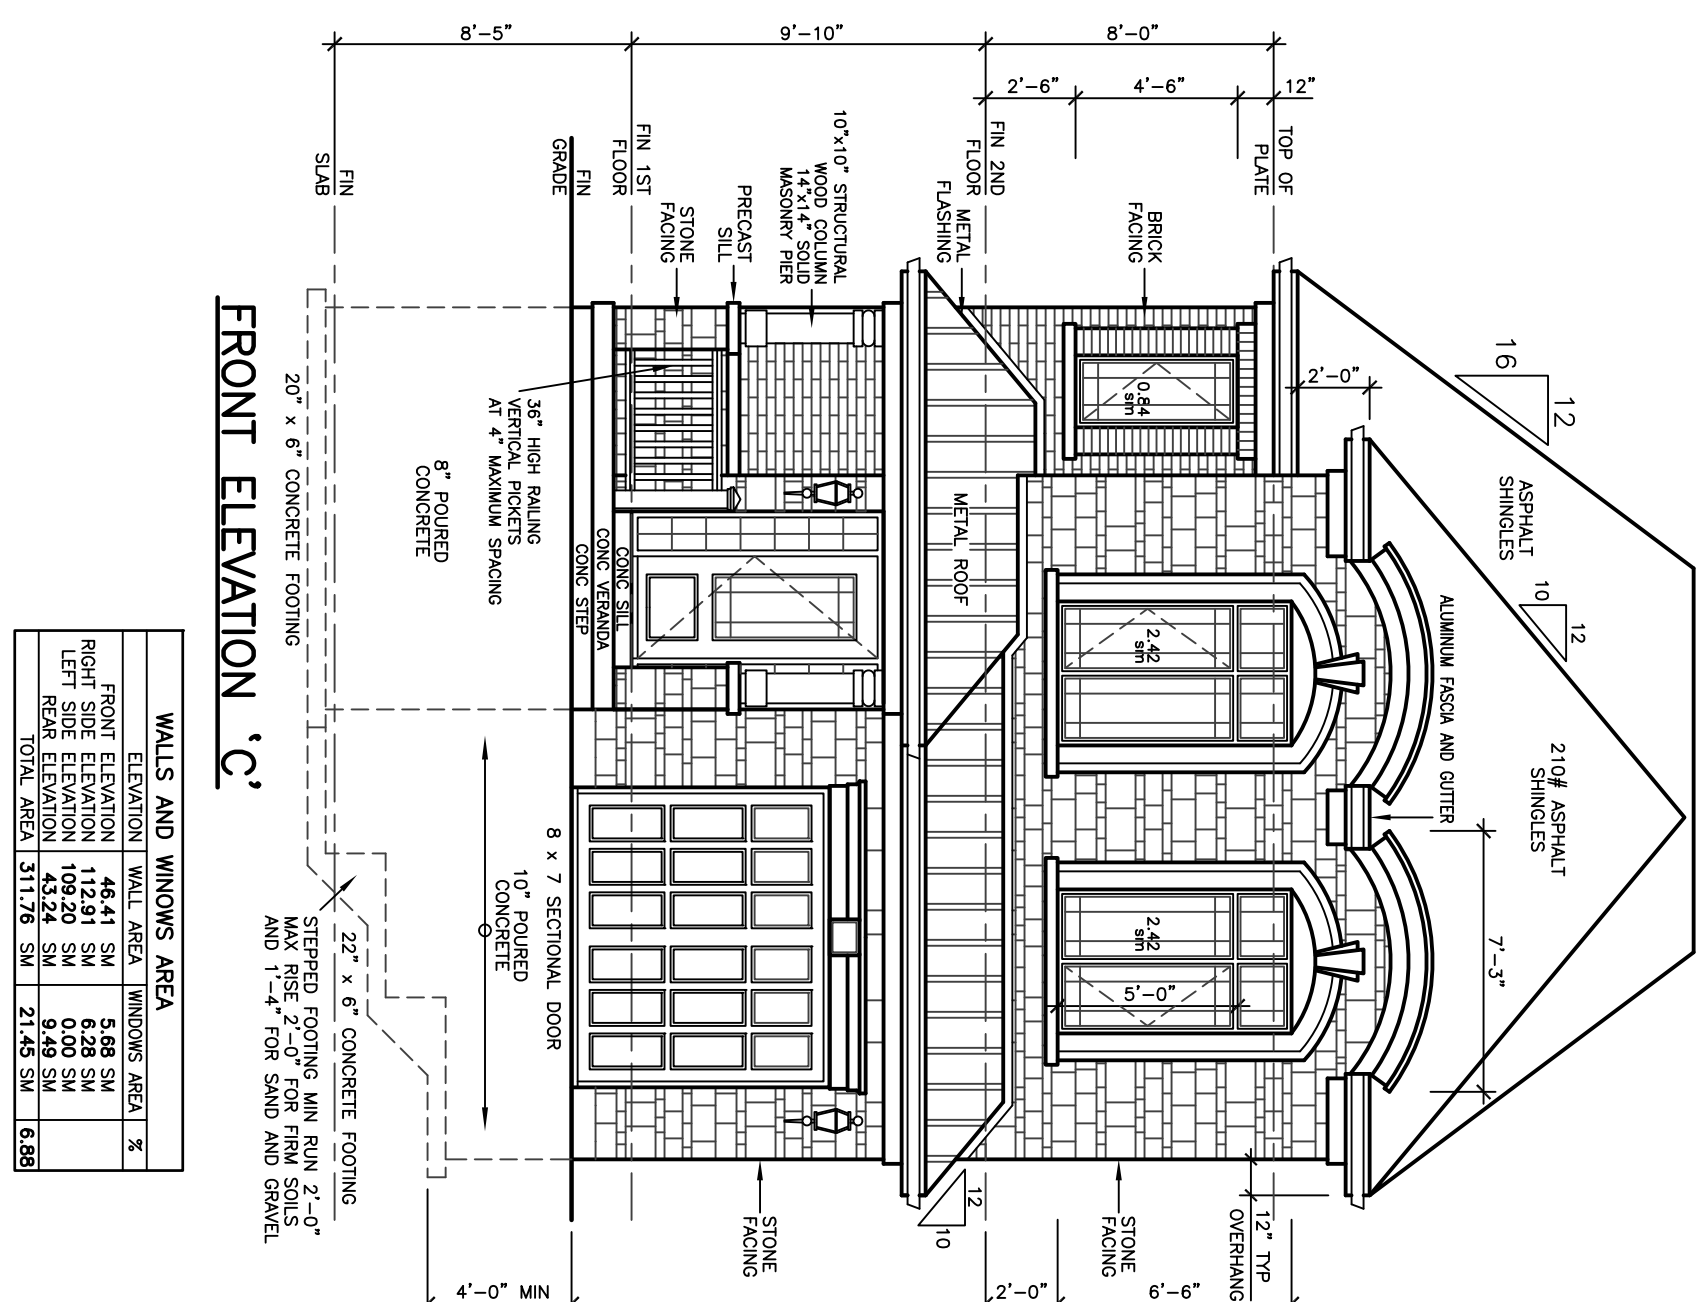 8'-5"
9'-10"
8'-0"
2'-6"
4'-6"
12"
TOP OF
PLATE
FIN 2ND
FLOOR
FIN 1ST
FLOOR
FIN
GRADE
FIN
SLAB
BRICK
FACING
METAL
FLASHING
10"x10" STRUCTURAL
WOOD COLUMN
14"x14" SOLID
MASONRY PIER
PRECAST
SILL
STONE
FACING
16
12
2'-0"
ASPHALT
SHINGLES
10
12
210# ASPHALT
SHINGLES
ALUMINUM FASCIA AND GUTTER
7'-3"
0.84
sm
2.42
sm
2.42
sm
5'-0"
METAL ROOF
36" HIGH RAILING
VERTICAL PICKETS
AT 4" MAXIMUM SPACING
CONC SILL
CONC VERANDA
CONC STEP
8" POURED
CONCRETE
8 x 7 SECTIONAL DOOR
10" POURED
CONCRETE
12
10
12" TYP
OVERHANG
STONE
FACING
STONE
FACING
6'-6"
2'-0"
4'-0" MIN
20" x 6" CONCRETE FOOTING
22" x 6" CONCRETE FOOTING
STEPPED FOOTING MIN RUN 2'-0"
MAX RISE 2'-0" FOR FIRM SOILS
AND 1'-4" FOR SAND AND GRAVEL
FRONT ELEVATION 'C'
WALLS AND WINOWS AREA
ELEVATION WALL AREA WINDOWS AREA %
FRONT ELEVATION 46.41 SM 5.68 SM
RIGHT SIDE ELEVATION 112.91 SM 6.28 SM
LEFT SIDE ELEVATION 109.20 SM 0.00 SM
REAR ELEVATION 43.24 SM 9.49 SM
TOTAL AREA 311.76 SM 21.45 SM 6.88